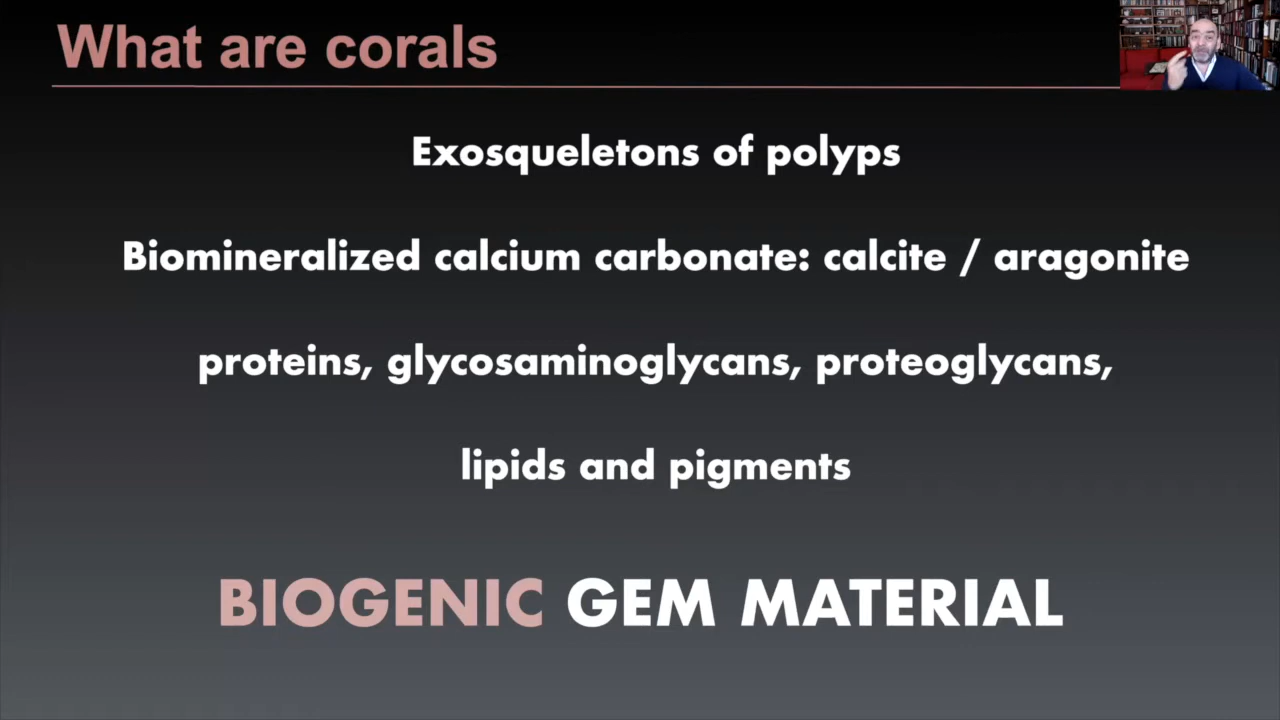 What are corals
Exosqueletons of polyps
Biomineralized calcium carbonate: calcite / aragonite
proteins, glycosaminoglycans, proteoglycans,
lipids and pigments
BIOGENIC GEM MATERIAL